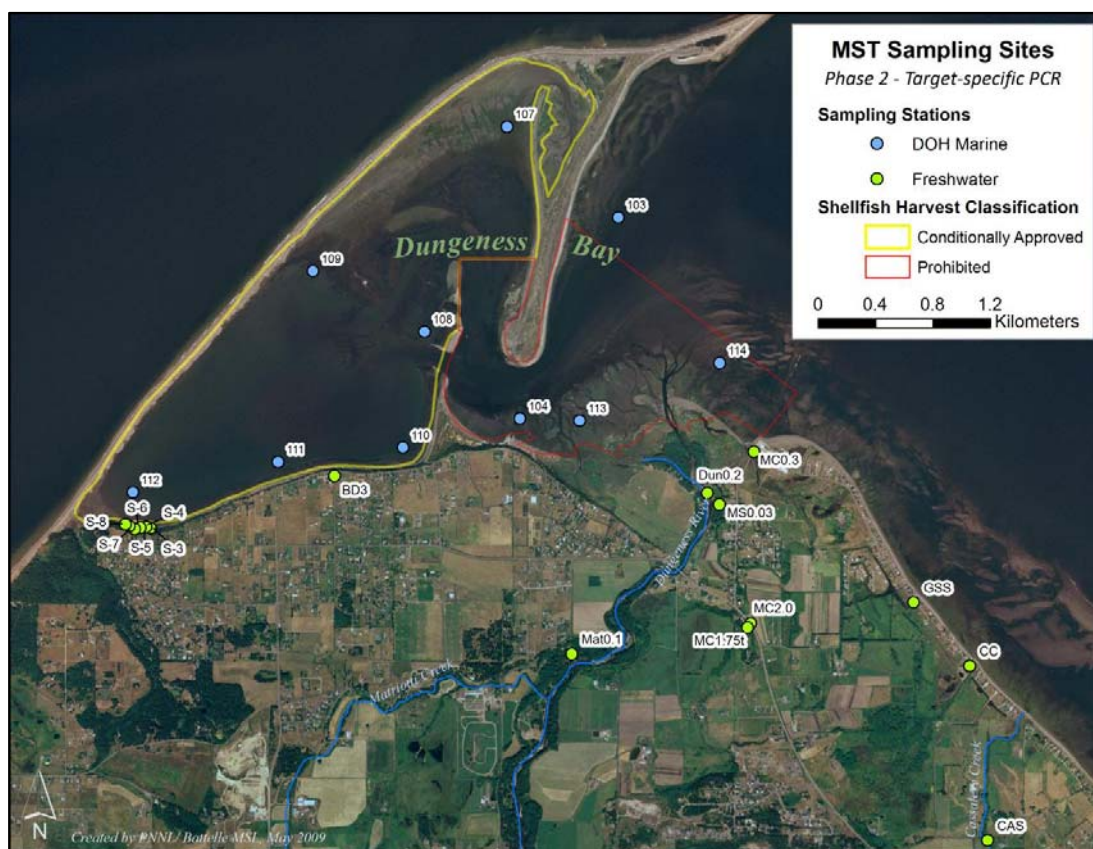 MST Sampling Sites
Phase 2 - Target-specific PCR
Sampling Stations
DOH Marine
Freshwater
Shellfish Harvest Classification
Conditionally Approved
Prohibited
0 0.4 0.8 1.2
Kilometers
107
103
Dungeness Bay
109
108
114
104
113
110
111
112
BD3
S-6
S-4
S-8
S-7
S-5
S-3
MC0.3
Dun0.2
MS0.03
Dungeness River
GSS
MC2.0
MC1.75t
Mat0.1
CC
Matriotti Creek
Cassalery Creek
CAS
N
Created by PNNL/ Battelle MSL, May 2009